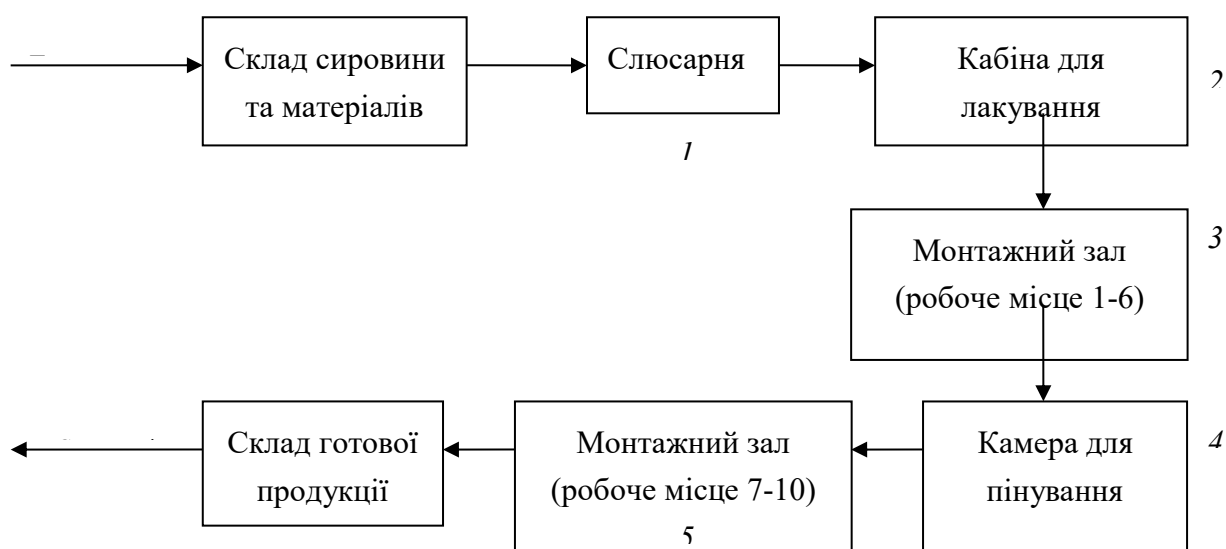 Склад сировини
та матеріалів
Слюсарня
1
Кабіна для
лакування
2
Монтажний зал
(робоче місце 1-6)
3
Камера для
пінування
4
Монтажний зал
(робоче місце 7-10)
5
Склад готової
продукції